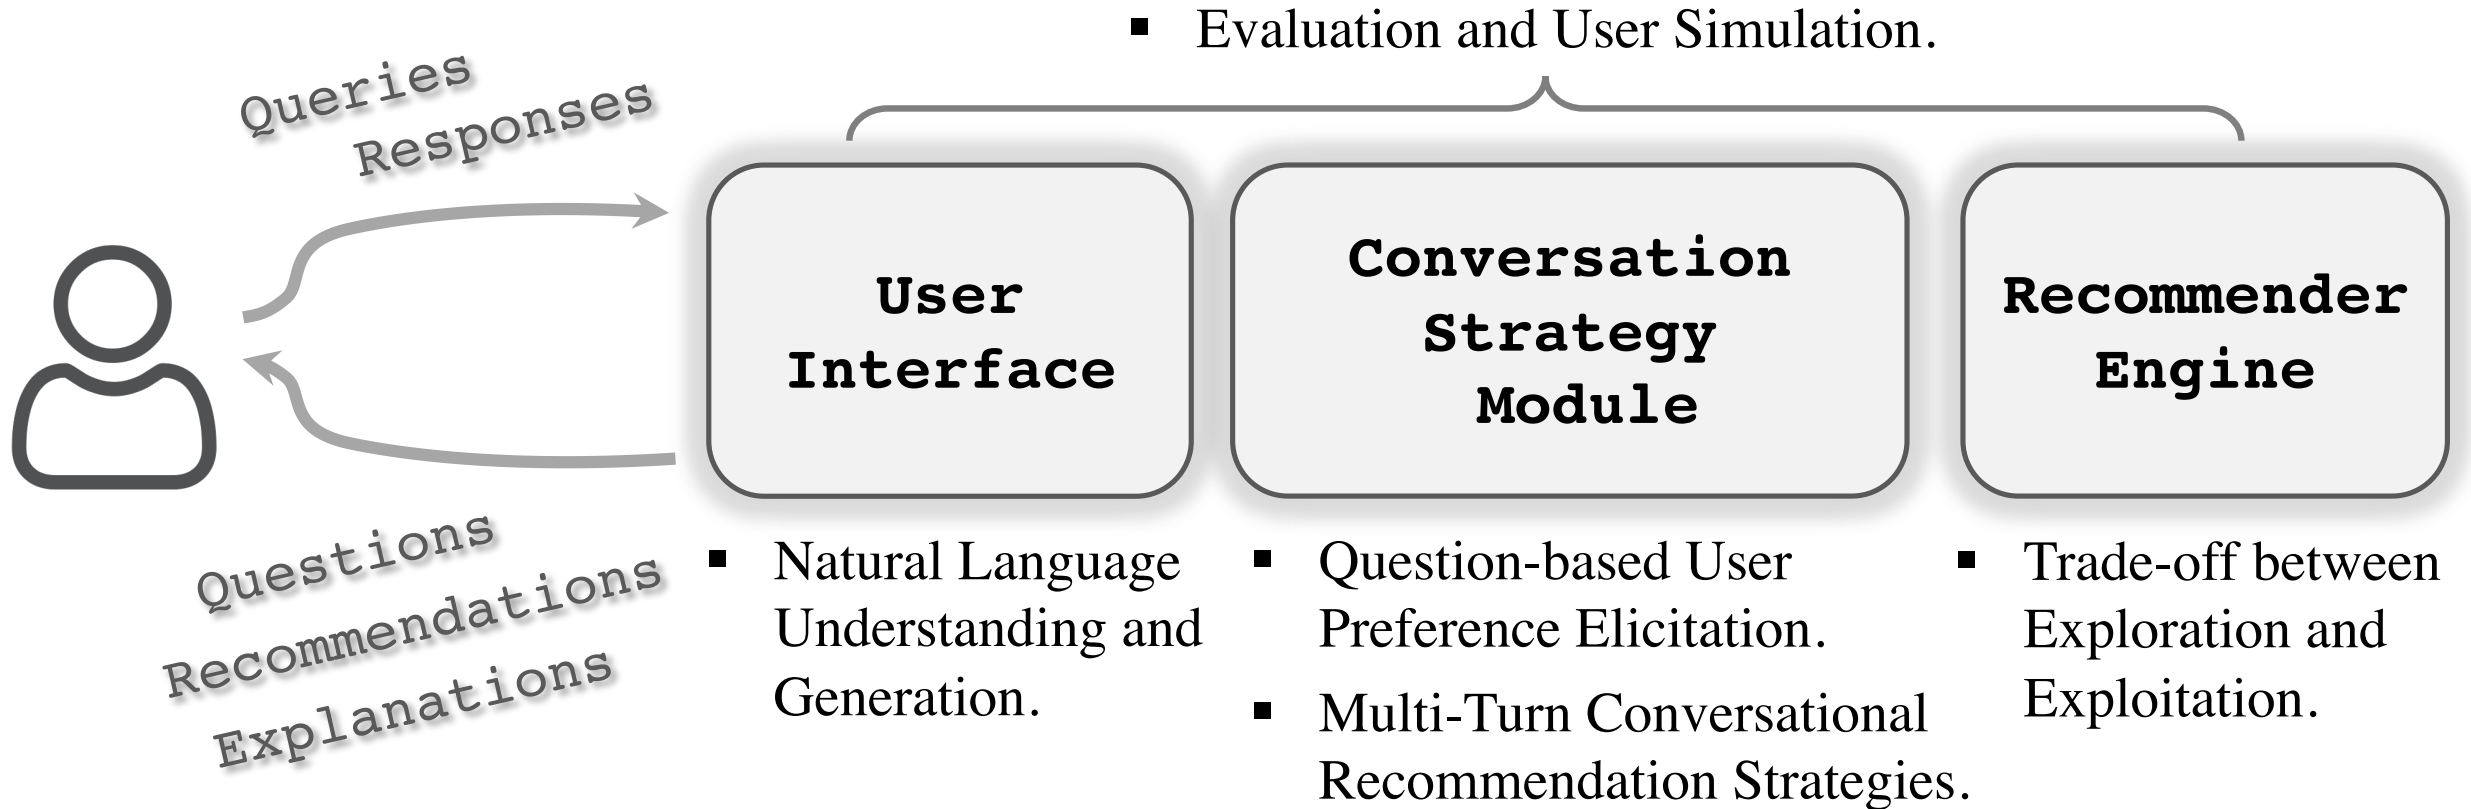 ▪ Evaluation and User Simulation.
Queries
Responses
User
Interface
Conversation
Strategy
Module
Recommender
Engine
Questions
Recommendations
Explanations
▪ Natural Language
Understanding and
Generation.
▪ Question-based User
Preference Elicitation.
▪ Multi-Turn Conversational
Recommendation Strategies.
▪ Trade-off between
Exploration and
Exploitation.